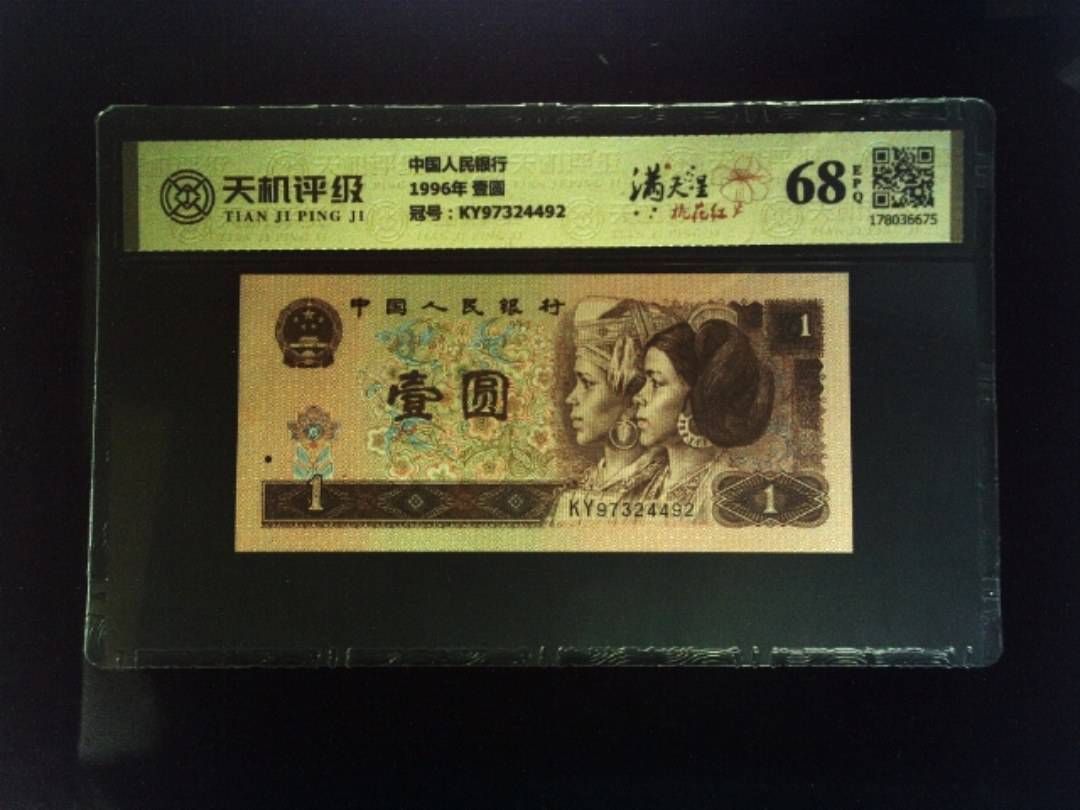 天机评级
TIAN JI PING JI
中国人民银行
1996年 壹圆
冠号：KY97324492
满天星
桃花红
68
EPQ
178036675
中国人民银行
1
壹圆
1
KY97324492
1